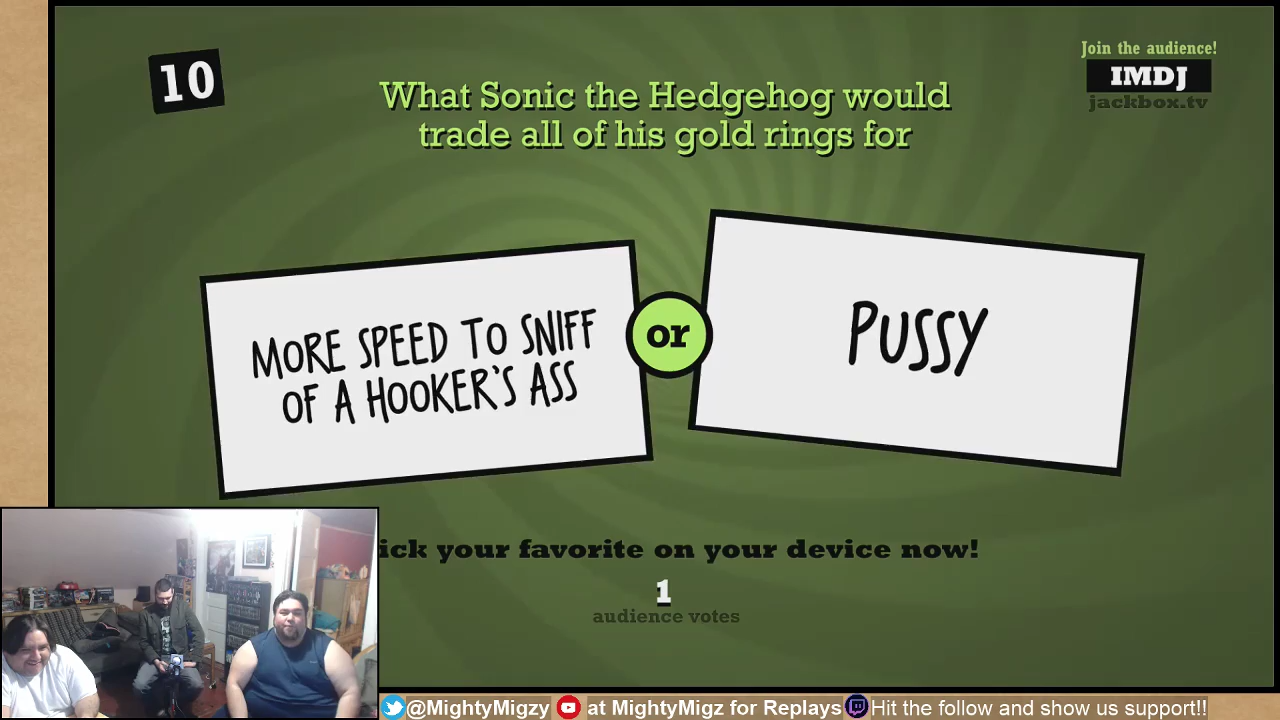 10
What Sonic the Hedgehog would
trade all of his gold rings for
Join the audience!
IMDJ
jackbox.tv
MORE SPEED TO SNIFF
OF A HOOKER'S ASS
or
PUSSY
ick your favorite on your device now!
1
audience votes
@MightyMigzy at MightyMigz for Replays Hit the follow and show us support!!